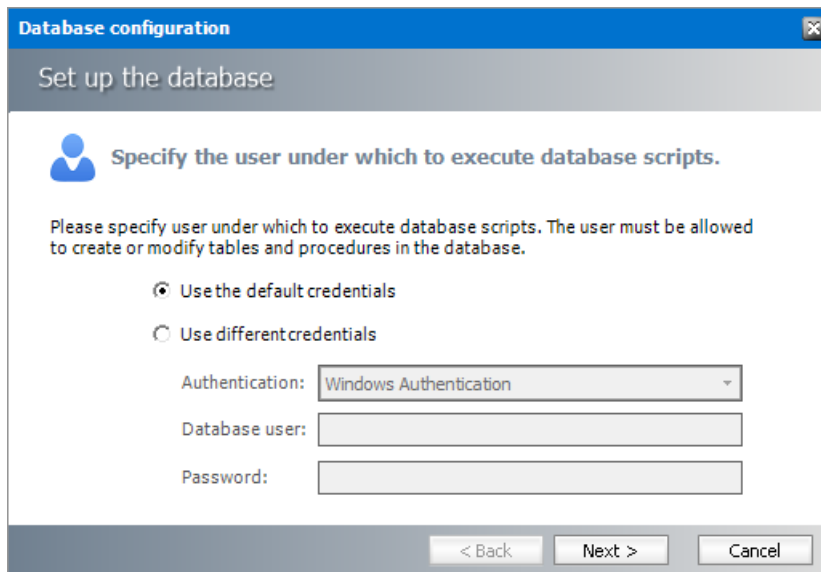 Database configuration
Set up the database
Specify the user under which to execute database scripts.
Please specify user under which to execute database scripts. The user must be allowed
to create or modify tables and procedures in the database.
Use the default credentials
Use different credentials
Authentication: Windows Authentication
Database user:
Password:
< Back Next > Cancel